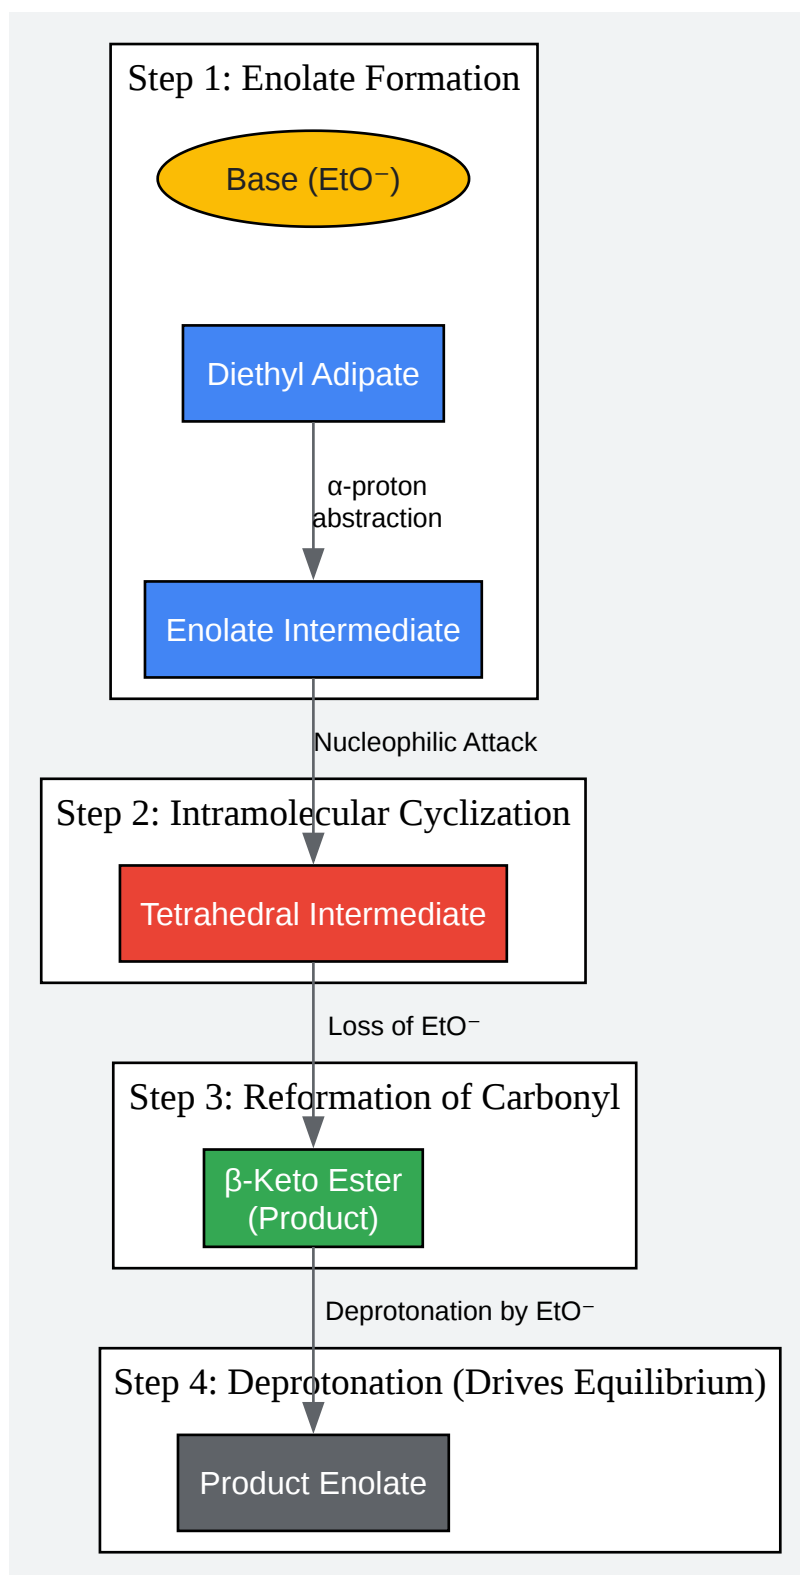 Step 1: Enolate Formation
Base (EtO⁻)
Diethyl Adipate
α-proton
abstraction
Enolate Intermediate
Nucleophilic Attack
Step 2: Intramolecular Cyclization
Tetrahedral Intermediate
Loss of EtO⁻
Step 3: Reformation of Carbonyl
β-Keto Ester
(Product)
Deprotonation by EtO⁻
Step 4: Deprotonation (Drives Equilibrium)
Product Enolate